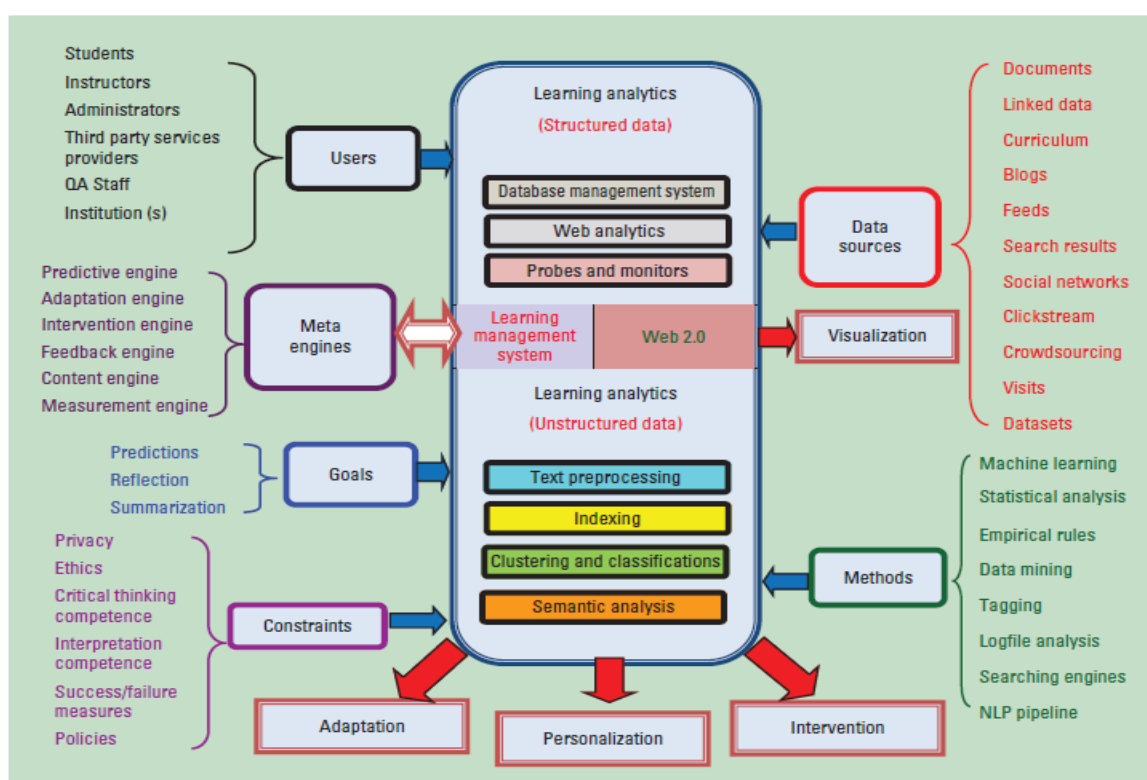 Students
Instructors
Administrators
Third party services
providers
QA Staff
Institution (s)
Users
Predictive engine
Adaptation engine
Intervention engine
Feedback engine
Content engine
Measurement engine
Meta
engines
Predictions
Reflection
Summarization
Goals
Privacy
Ethics
Critical thinking
competence
Interpretation
competence
Success/failure
measures
Policies
Constraints
Learning analytics
(Structured data)
Database management system
Web analytics
Probes and monitors
Learning
management
system
Web 2.0
Learning analytics
(Unstructured data)
Text preprocessing
Indexing
Clustering and classifications
Semantic analysis
Data
sources
Documents
Linked data
Curriculum
Blogs
Feeds
Search results
Social networks
Clickstream
Crowdsourcing
Visits
Datasets
Visualization
Methods
Machine learning
Statistical analysis
Empirical rules
Data mining
Tagging
Logfile analysis
Searching engines
NLP pipeline
Adaptation
Personalization
Intervention